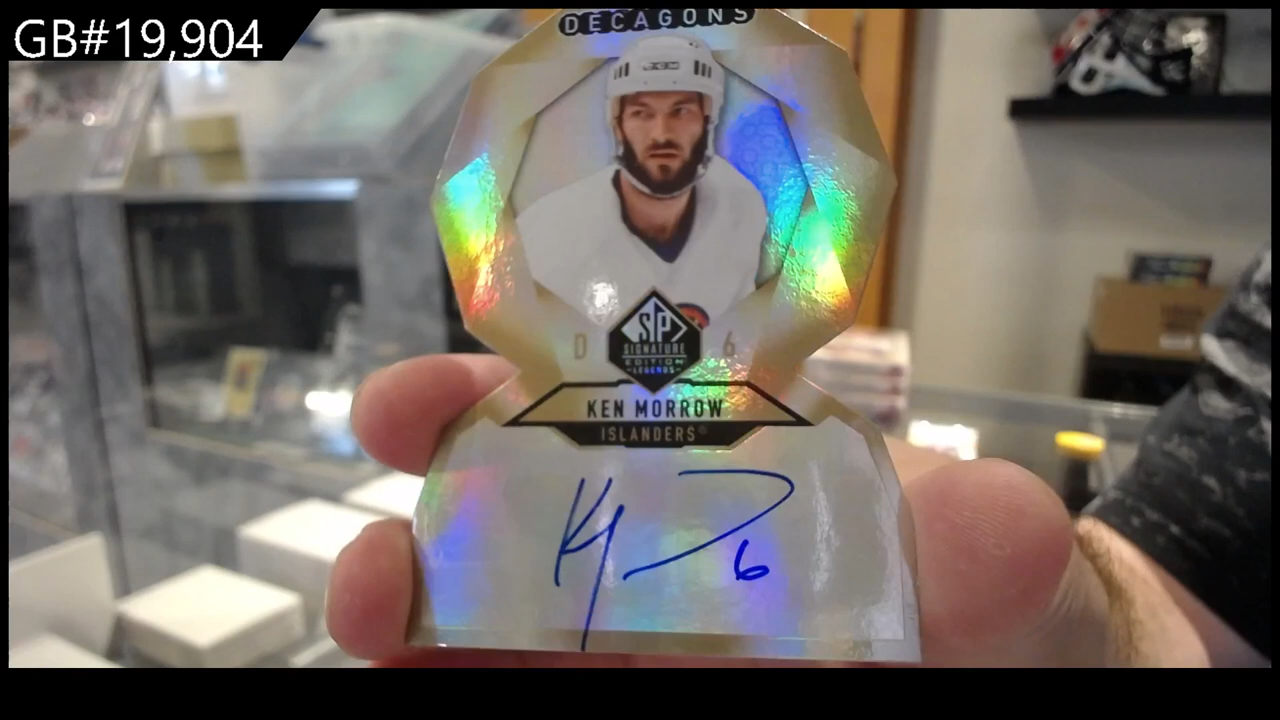 GB#19,904
DECAGONS
D 6
SP
SIGNATURE
EDITION
-LEGENDS-
KEN MORROW
ISLANDERS®
6